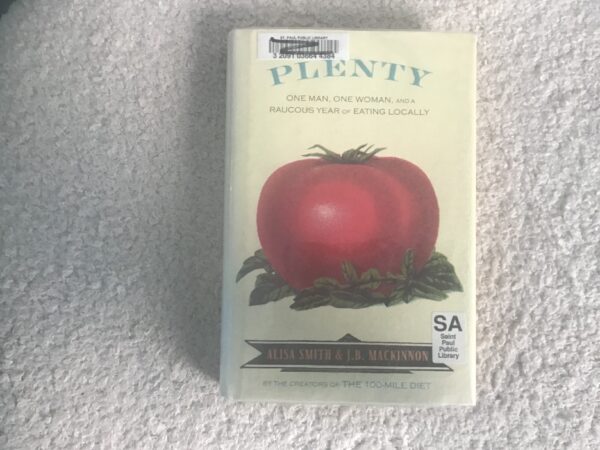 ST. PAUL PUBLIC LIBRARY
PLENTY
ONE MAN, ONE WOMAN, AND A
RAUCOUS YEAR OF EATING LOCALLY
SA
Saint
Paul
Public
Library
ALISA SMITH & J.B. MACKINNON
BY THE CREATORS OF THE 100-MILE DIET